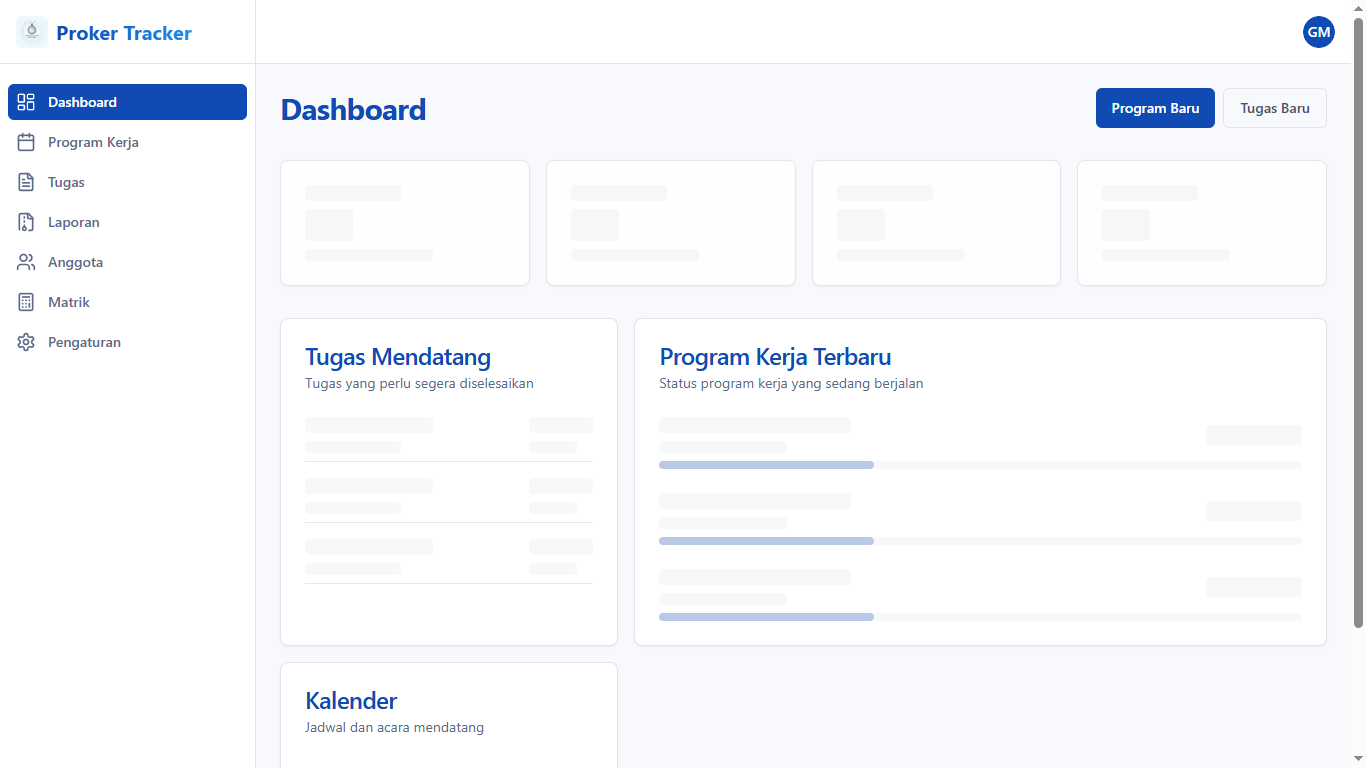 Proker Tracker
GM
Dashboard
Program Kerja
Tugas
Laporan
Anggota
Matrik
Pengaturan
Dashboard
Program Baru
Tugas Baru
Tugas Mendatang
Tugas yang perlu segera diselesaikan
Program Kerja Terbaru
Status program kerja yang sedang berjalan
Kalender
Jadwal dan acara mendatang